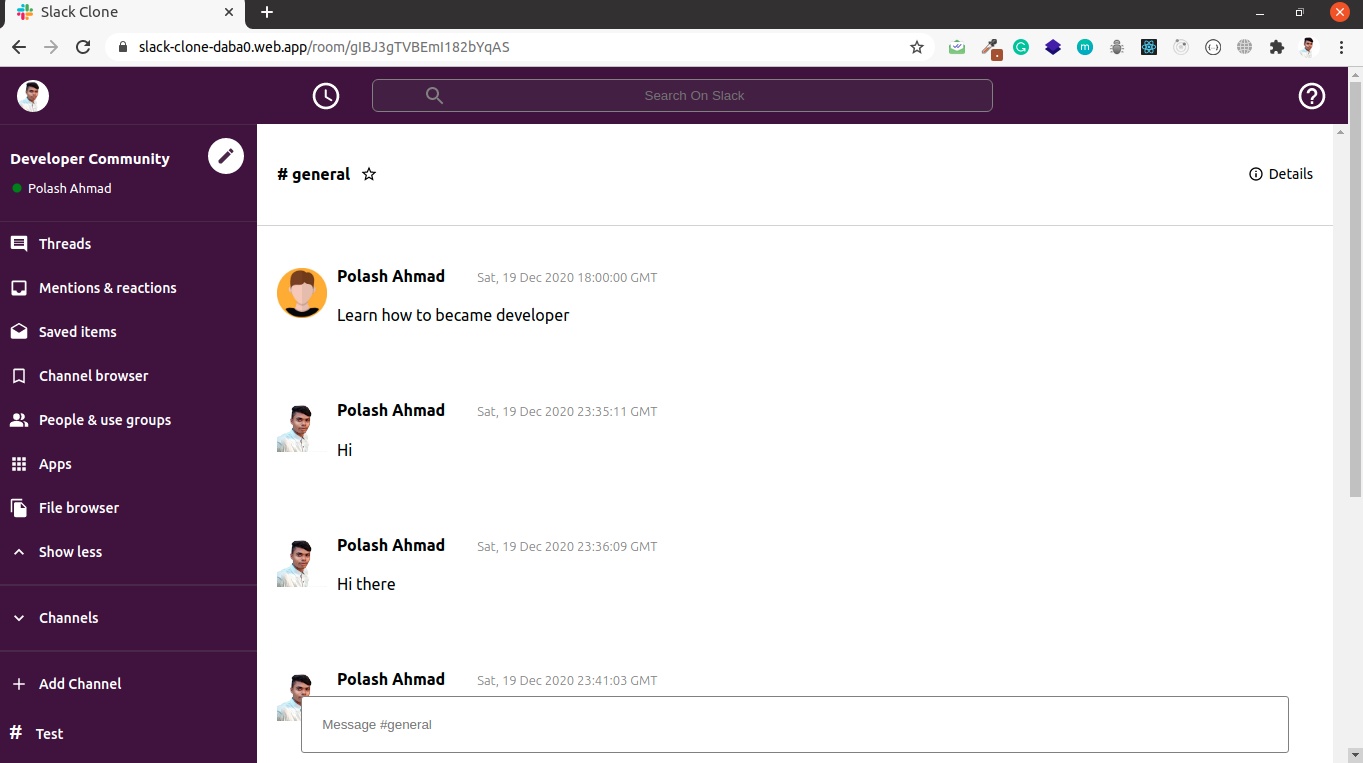 Slack Clone
slack-clone-daba0.web.app/room/gIBJ3gTVBEmI182bYqAS
Search On Slack
Developer Community
Polash Ahmad
Threads
Mentions & reactions
Saved items
Channel browser
People & use groups
Apps
File browser
Show less
Channels
Add Channel
# Test
# general
Details
Polash Ahmad Sat, 19 Dec 2020 18:00:00 GMT
Learn how to became developer
Polash Ahmad Sat, 19 Dec 2020 23:35:11 GMT
Hi
Polash Ahmad Sat, 19 Dec 2020 23:36:09 GMT
Hi there
Polash Ahmad Sat, 19 Dec 2020 23:41:03 GMT
Message #general